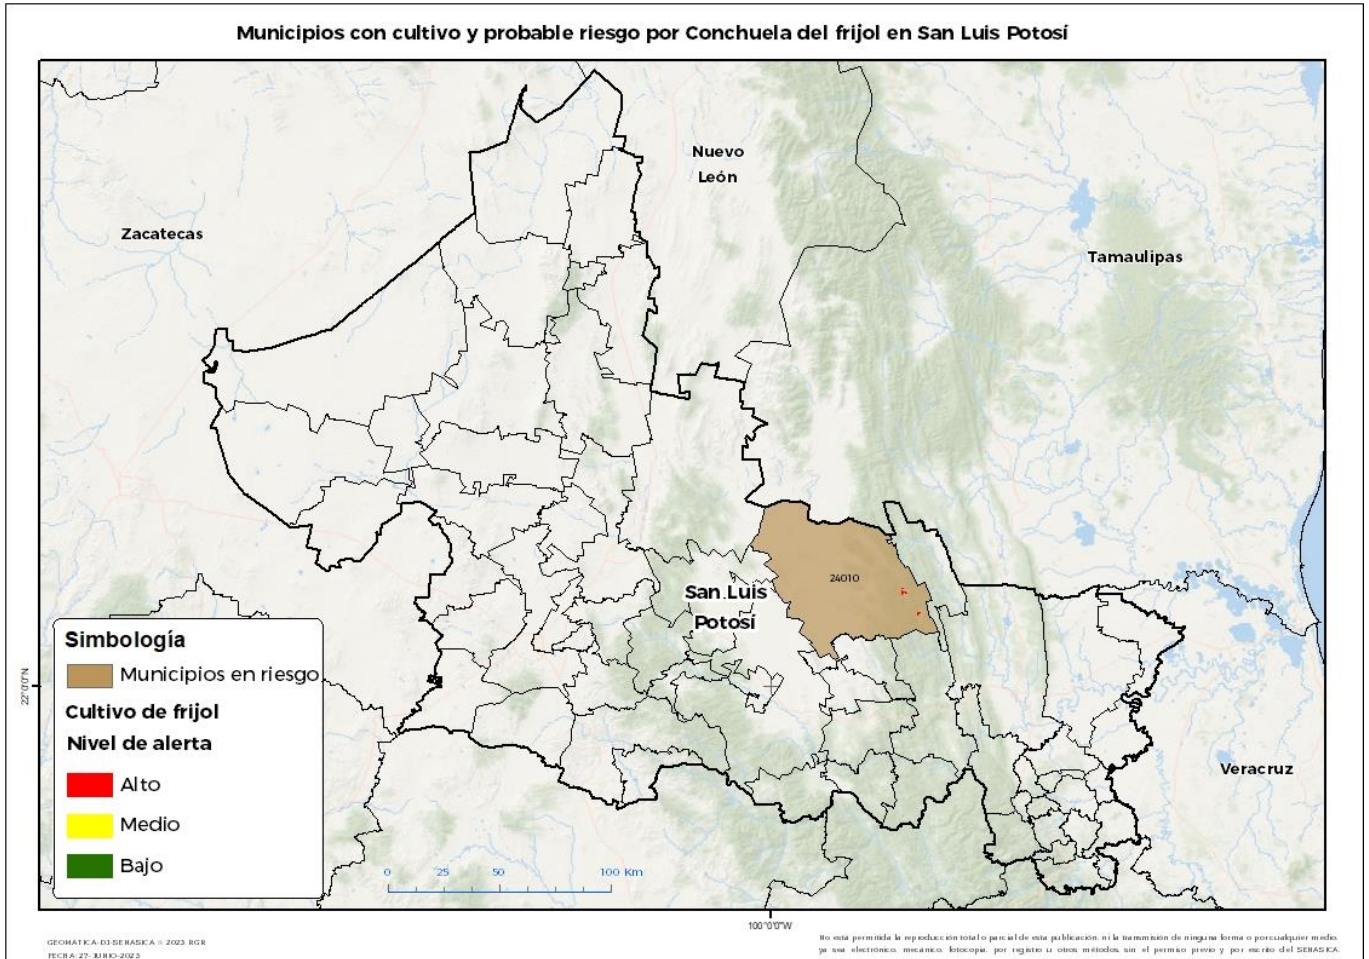 Municipios con cultivo y probable riesgo por Conchuela del frijol en San Luis Potosí
Nuevo
León
Zacatecas
Tamaulipas
24010
San Luis
Potosí
Simbología
Municipios en riesgo
Cultivo de frijol
Nivel de alerta
Alto
Medio
Bajo
22°0'0"N
Veracruz
0 25 50 100 Km
100°0'0"W
GEOMATICA-DJ-SENASICA © 2023 RGR
FECHA: 27-JUNIO-2023
No está permitida la reproducción total o parcial de esta publicación, ni la transmisión de ninguna forma o por cualquier medio,
ya sea electrónico, mecánico, fotocopia, por registro u otros métodos, sin el permiso previo y por escrito del SENASICA.